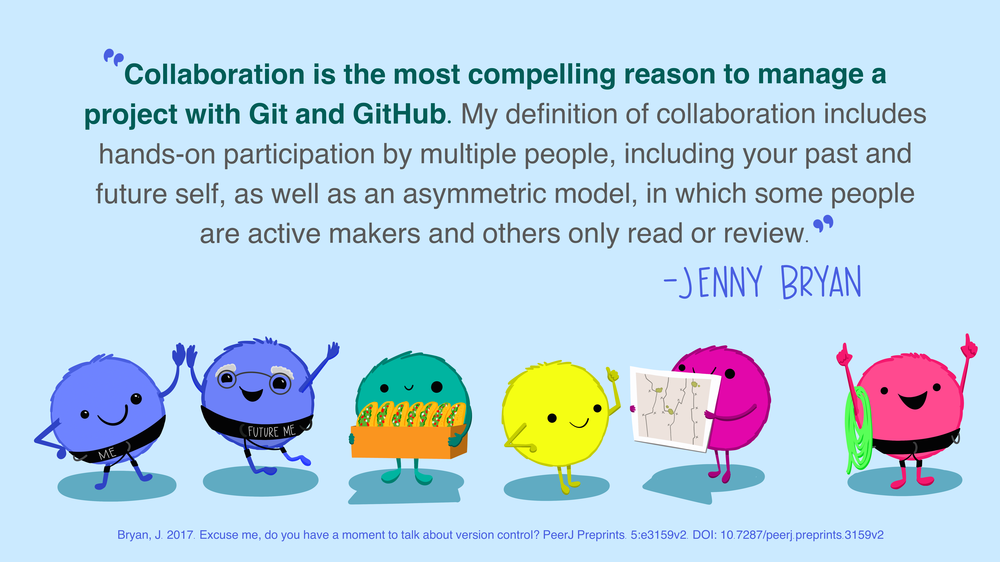 “Collaboration is the most compelling reason to manage a
project with Git and GitHub. My definition of collaboration includes
hands-on participation by multiple people, including your past and
future self, as well as an asymmetric model, in which some people
are active makers and others only read or review.”
-JENNY BRYAN
ME
FUTURE ME
Bryan, J. 2017. Excuse me, do you have a moment to talk about version control? PeerJ Preprints. 5:e3159v2. DOI: 10.7287/peerj.preprints.3159v2